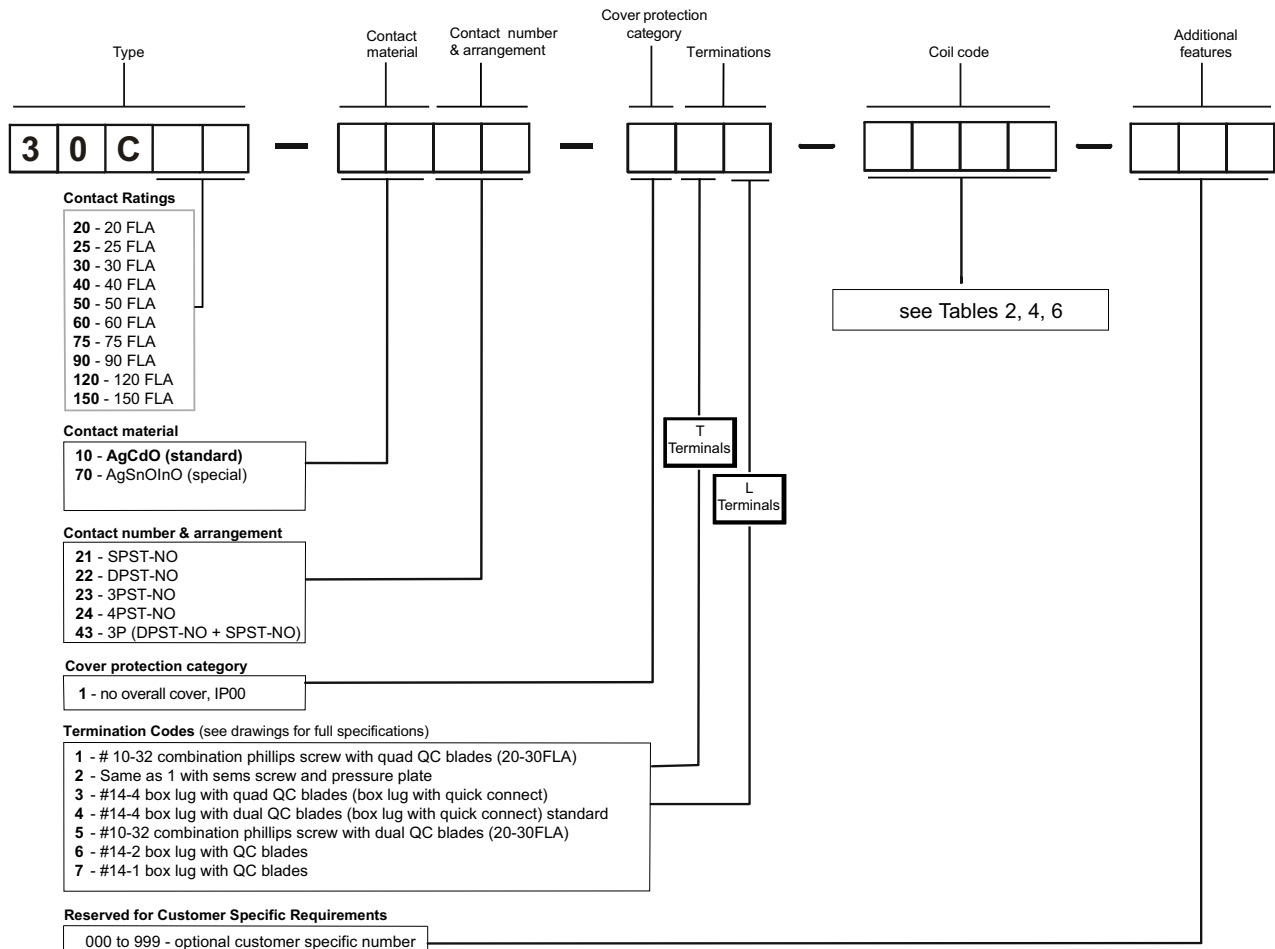 Cover protection
category
Type
Contact
material
Contact number
& arrangement
Terminations
Coil code
Additional
features
3 0 C
Contact Ratings
20 - 20 FLA
25 - 25 FLA
30 - 30 FLA
40 - 40 FLA
50 - 50 FLA
60 - 60 FLA
75 - 75 FLA
90 - 90 FLA
120 - 120 FLA
150 - 150 FLA
see Tables 2, 4, 6
T
Terminals
L
Terminals
Contact material
10 - AgCdO (standard)
70 - AgSnOInO (special)
Contact number & arrangement
21 - SPST-NO
22 - DPST-NO
23 - 3PST-NO
24 - 4PST-NO
43 - 3P (DPST-NO + SPST-NO)
Cover protection category
1 - no overall cover, IP00
Termination Codes (see drawings for full specifications)
1 - # 10-32 combination phillips screw with quad QC blades (20-30FLA)
2 - Same as 1 with sems screw and pressure plate
3 - #14-4 box lug with quad QC blades (box lug with quick connect)
4 - #14-4 box lug with dual QC blades (box lug with quick connect) standard
5 - #10-32 combination phillips screw with dual QC blades (20-30FLA)
6 - #14-2 box lug with QC blades
7 - #14-1 box lug with QC blades
Reserved for Customer Specific Requirements
000 to 999 - optional customer specific number